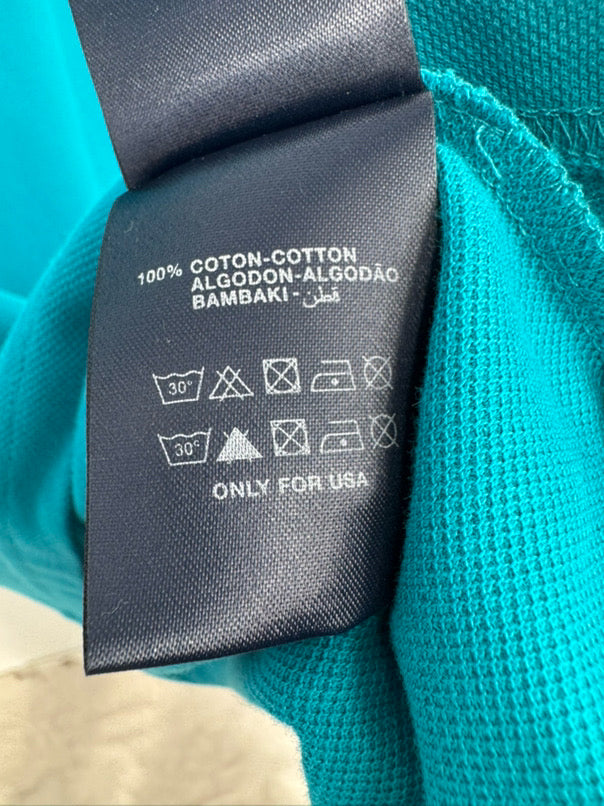 100% COTON-COTTON
ALGODON-ALGODÃO
BAMBAKI - قطن
30°
30°
ONLY FOR USA